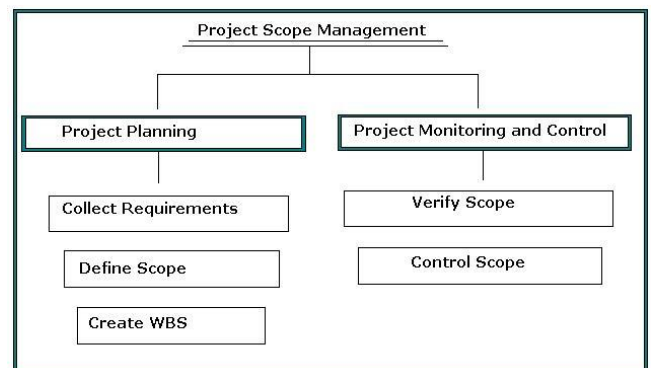 Project Scope Management
Project Planning
Project Monitoring and Control
Collect Requirements
Verify Scope
Define Scope
Control Scope
Create WBS